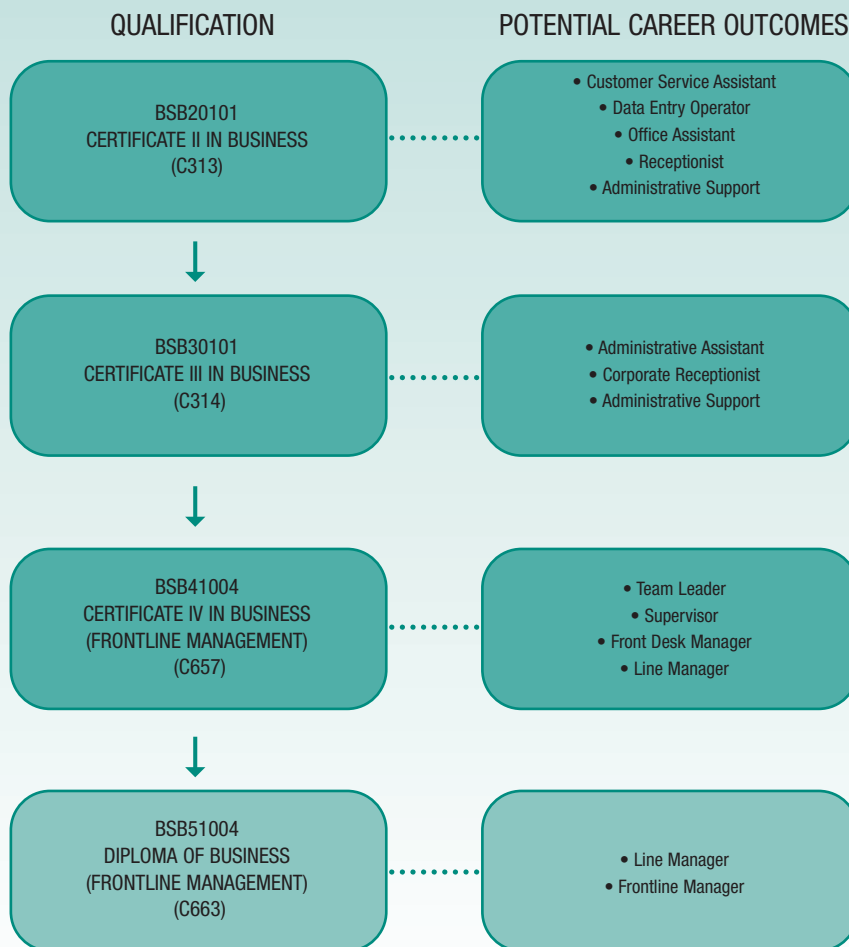 QUALIFICATION
POTENTIAL CAREER OUTCOMES
BSB20101
CERTIFICATE II IN BUSINESS
(C313)
• Customer Service Assistant
• Data Entry Operator
• Office Assistant
• Receptionist
• Administrative Support
BSB30101
CERTIFICATE III IN BUSINESS
(C314)
• Administrative Assistant
• Corporate Receptionist
• Administrative Support
BSB41004
CERTIFICATE IV IN BUSINESS
(FRONTLINE MANAGEMENT)
(C657)
• Team Leader
• Supervisor
• Front Desk Manager
• Line Manager
BSB51004
DIPLOMA OF BUSINESS
(FRONTLINE MANAGEMENT)
(C663)
• Line Manager
• Frontline Manager